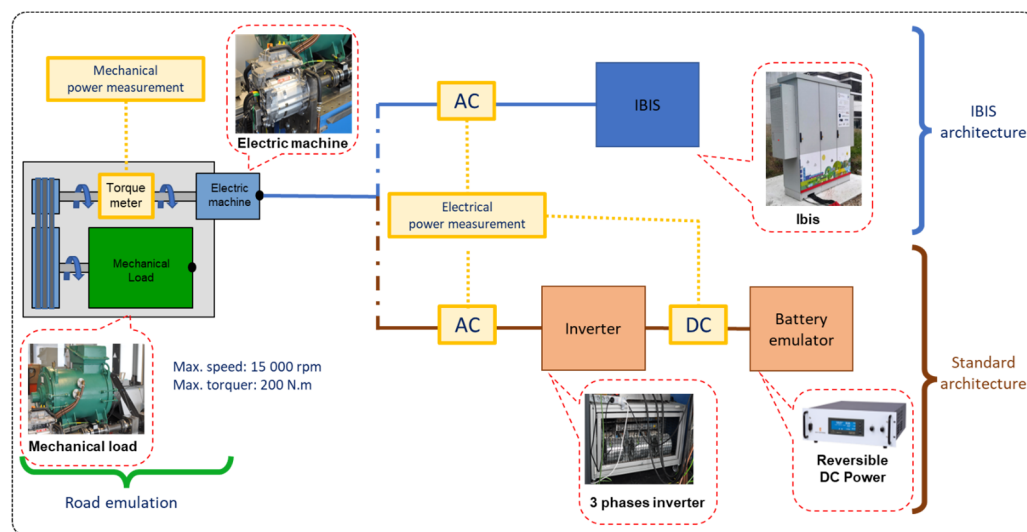 Mechanical
power measurement
Electric machine
AC
IBIS
IBIS
architecture
Ibis
Torque
meter
Electric
machine
Electrical
power measurement
Mechanical
Load
AC
Inverter
DC
Battery
emulator
Standard
architecture
Max. speed: 15 000 rpm
Max. torquer: 200 N.m
Mechanical load
Road emulation
3 phases inverter
Reversible
DC Power